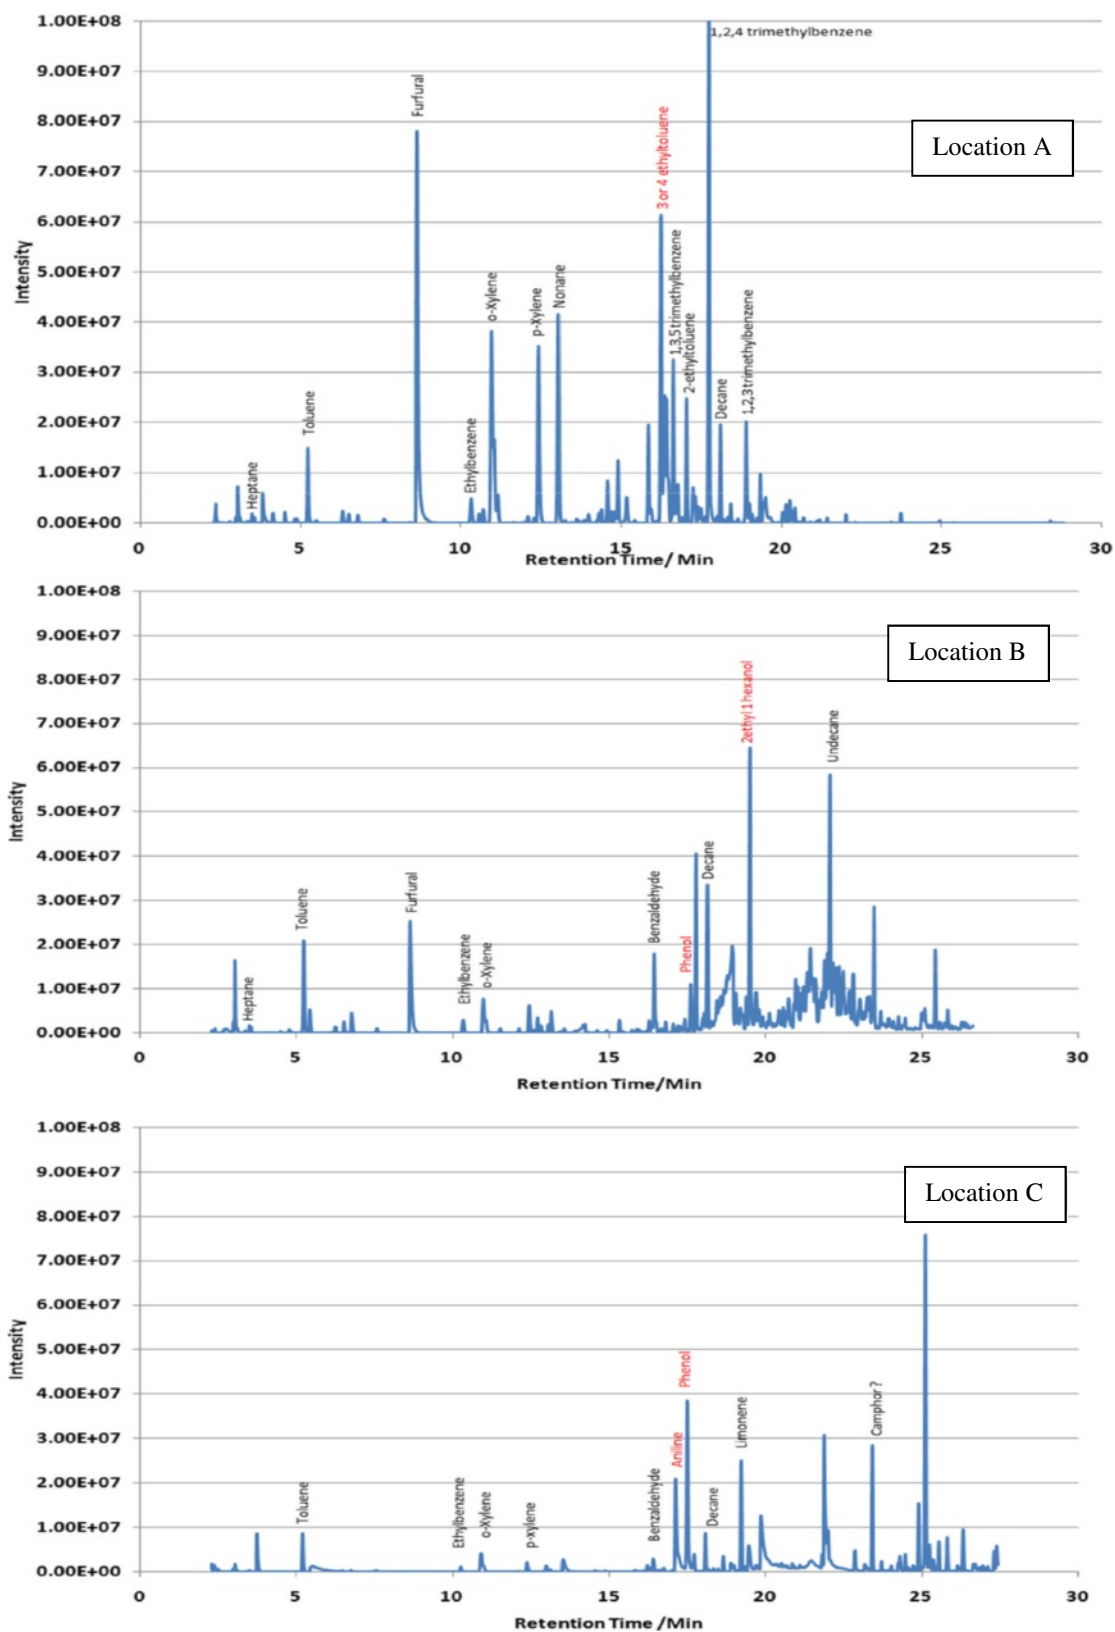 1.00E+08
1,2,4 trimethylbenzene
9.00E+07
Furfural
8.00E+07
3 or 4 ethyltoluene
Location A
7.00E+07
6.00E+07
1,3,5 trimethylbenzene
5.00E+07
Intensity
o-Xylene
p-Xylene
Nonane
2-ethyltoluene
1,2,3 trimethylbenzene
4.00E+07
Decane
3.00E+07
Toluene
2.00E+07
Ethylbenzene
Heptane
1.00E+07
0.00E+00
0 5 10 15 20 25 30
Retention Time/ Min
1.00E+08
9.00E+07
Location B
8.00E+07
2ethyl 1 hexanol
7.00E+07
Undecane
6.00E+07
Intensity
5.00E+07
4.00E+07
Decane
Benzaldehyde
Furfural
3.00E+07
Toluene
Phenol
2.00E+07
Ethylbenzene
o-Xylene
Heptane
1.00E+07
0.00E+00
0 5 10 15 20 25 30
Retention Time/Min
1.00E+08
9.00E+07
Location C
8.00E+07
7.00E+07
6.00E+07
Intensity
5.00E+07
Phenol
4.00E+07
Camphor ?
Limonene
Aniline
3.00E+07
Benzaldehyde
2.00E+07
Toluene
Ethylbenzene
o-Xylene
p-xylene
Decane
1.00E+07
0.00E+00
0 5 10 15 20 25 30
Retention Time /Min